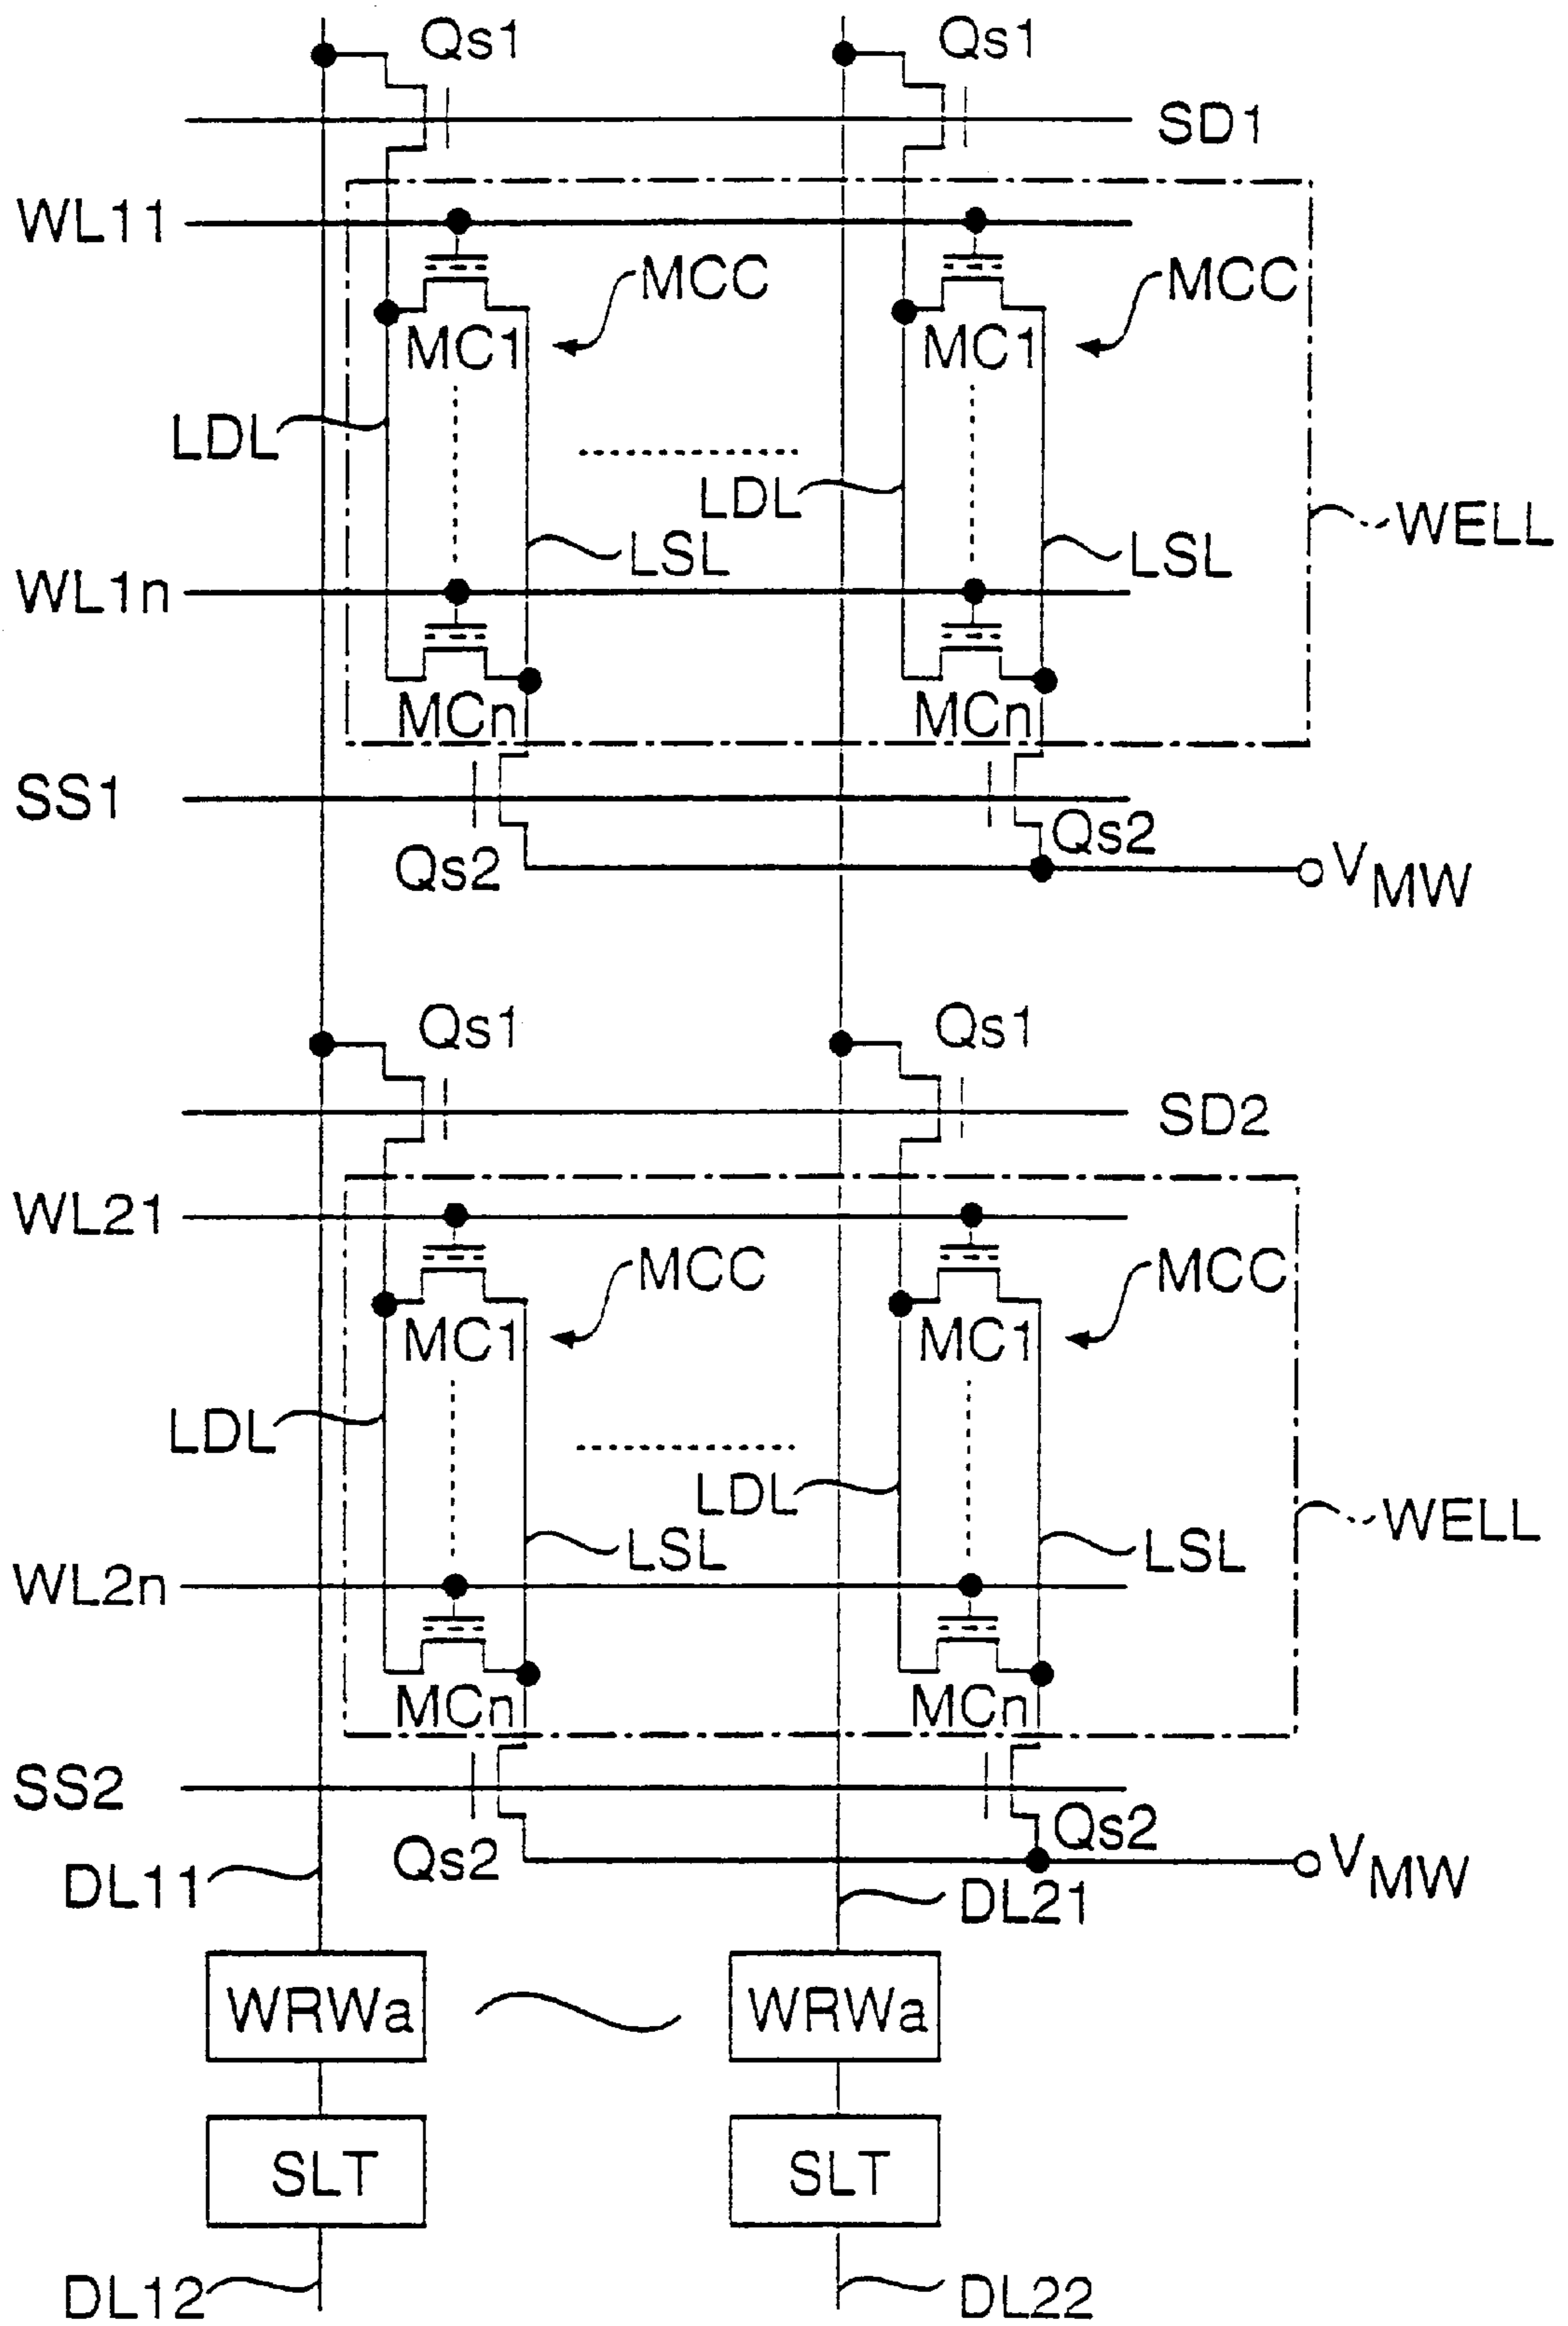 Qs1 Qs1
SD1
WL11
MCC MCC
MC1 MC1
LDL
LDL
WELL
LSL LSL
WL1n
MCn MCn
SS1
Qs2 Qs2
VMW
Qs1 Qs1
SD2
WL21
MCC MCC
MC1 MC1
LDL
LDL
WELL
LSL LSL
WL2n
MCn MCn
SS2
Qs2 Qs2
VMW
DL11 DL21
WRWa WRWa
SLT SLT
DL12 DL22